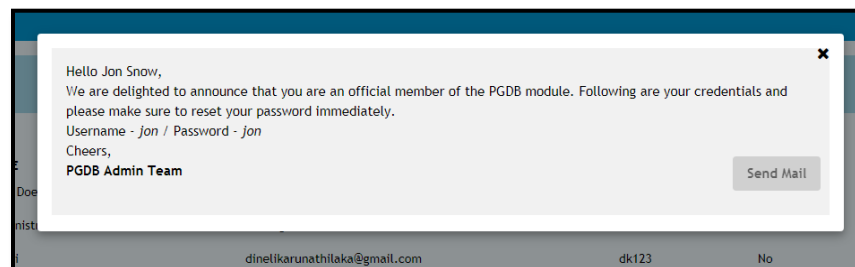 Hello Jon Snow,
We are delighted to announce that you are an official member of the PGDB module. Following are your credentials and
please make sure to reset your password immediately.
Username - jon / Password - jon
Cheers,
PGDB Admin Team
Send Mail
Doe
nist
dinelikarunathilaka@gmail.com dk123 No